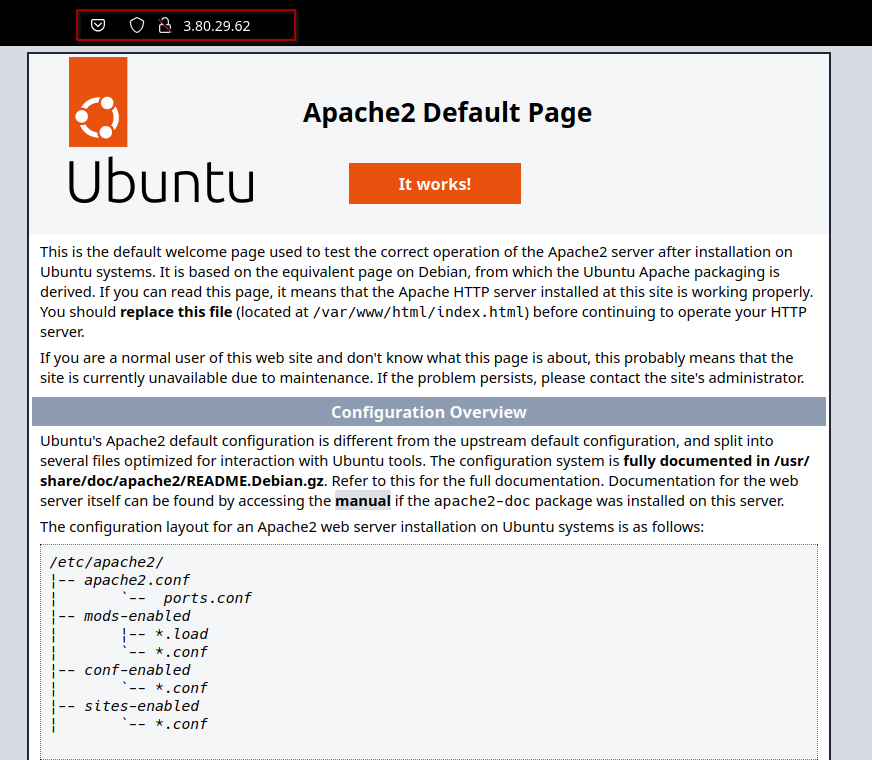 3.80.29.62
Apache2 Default Page
Ubuntu
It works!
This is the default welcome page used to test the correct operation of the Apache2 server after installation on
Ubuntu systems. It is based on the equivalent page on Debian, from which the Ubuntu Apache packaging is
derived. If you can read this page, it means that the Apache HTTP server installed at this site is working properly.
You should replace this file (located at /var/www/html/index.html) before continuing to operate your HTTP
server.
If you are a normal user of this web site and don't know what this page is about, this probably means that the
site is currently unavailable due to maintenance. If the problem persists, please contact the site's administrator.
Configuration Overview
Ubuntu's Apache2 default configuration is different from the upstream default configuration, and split into
several files optimized for interaction with Ubuntu tools. The configuration system is fully documented in /usr/
share/doc/apache2/README.Debian.gz. Refer to this for the full documentation. Documentation for the web
server itself can be found by accessing the manual if the apache2-doc package was installed on this server.
The configuration layout for an Apache2 web server installation on Ubuntu systems is as follows:
/etc/apache2/
|-- apache2.conf
|       `--  ports.conf
|-- mods-enabled
|       |-- *.load
|       `-- *.conf
|-- conf-enabled
|       `-- *.conf
|-- sites-enabled
|       `-- *.conf